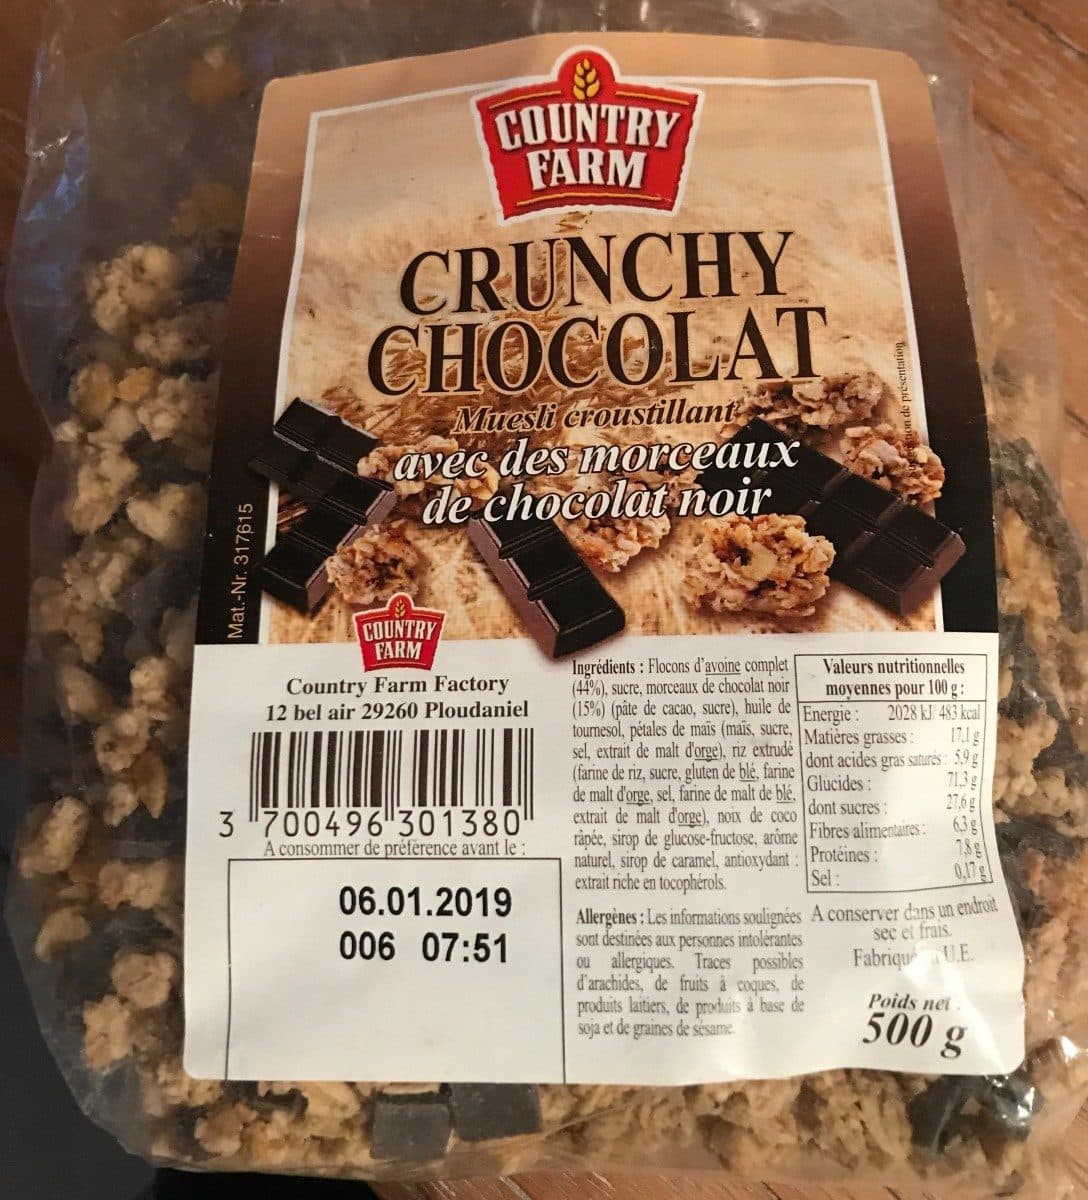 COUNTRY
FARM
CRUNCHY
CHOCOLAT
Muesli croustillant
avec des morceaux
de chocolat noir
de présentation
Mat.-Nr. 317615
COUNTRY
FARM
Country Farm Factory
12 bel air 29260 Ploudaniel
3 700496 301380
A consommer de préférence avant le :
06.01.2019
006 07:51
Ingrédients : Flocons d'avoine complet
(44%), sucre, morceaux de chocolat noir
(15%) (pâte de cacao, sucre), huile de
tournesol, pétales de maïs (maïs, sucre,
sel, extrait de malt d'orge), riz extrudé
(farine de riz, sucre, gluten de blé, farine
de malt d'orge, sel, farine de malt de blé,
extrait de malt d'orge), noix de coco
râpée, sirop de glucose-fructose, arôme
naturel, sirop de caramel, antioxydant :
extrait riche en tocophérols.
Allergènes : Les informations soulignées
sont destinées aux personnes intolérantes
ou allergiques. Traces possibles
d'arachides, de fruits à coques, de
produits laitiers, de produits à base de
soja et de graines de sésame.
Valeurs nutritionnelles
moyennes pour 100 g :
Energie : 2028 kJ/ 483 kcal
Matières grasses : 17,1 g
dont acides gras saturés : 5,9 g
Glucides : 71,3 g
dont sucres : 27,6 g
Fibres alimentaires : 6,3 g
Protéines : 7,8 g
Sel : 0,17 g
A conserver dans un endroit
sec et frais.
U.E.
Poids net :
500 g